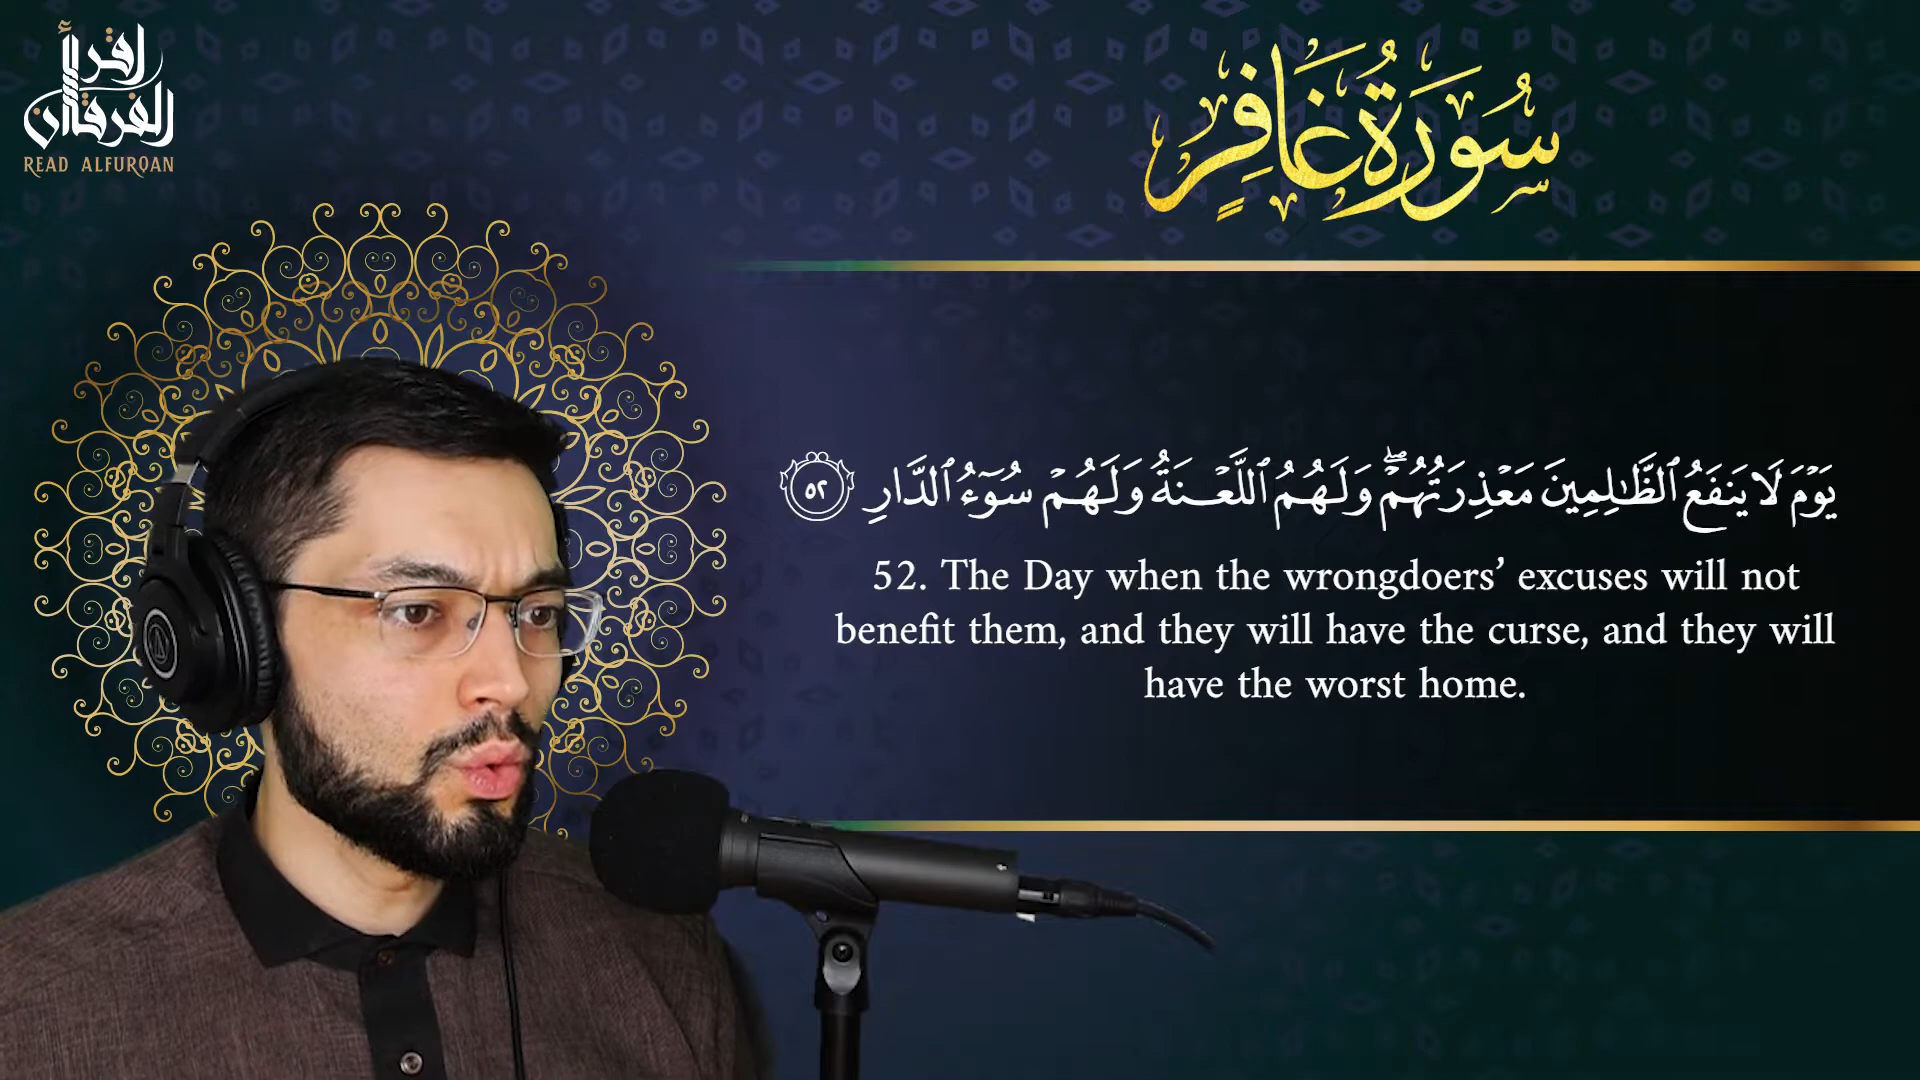 اقرأ
الفرقان
READ ALFURQAN
سُورَةُ غَافِرٍ
يَوْمَ لَا يَنفَعُ ٱلظَّـٰلِمِينَ مَعْذِرَتُهُمْ ۖ وَلَهُمُ ٱللَّعْنَةُ وَلَهُمْ سُوٓءُ ٱلدَّارِ ٥٢
52. The Day when the wrongdoers’ excuses will not
benefit them, and they will have the curse, and they will
have the worst home.